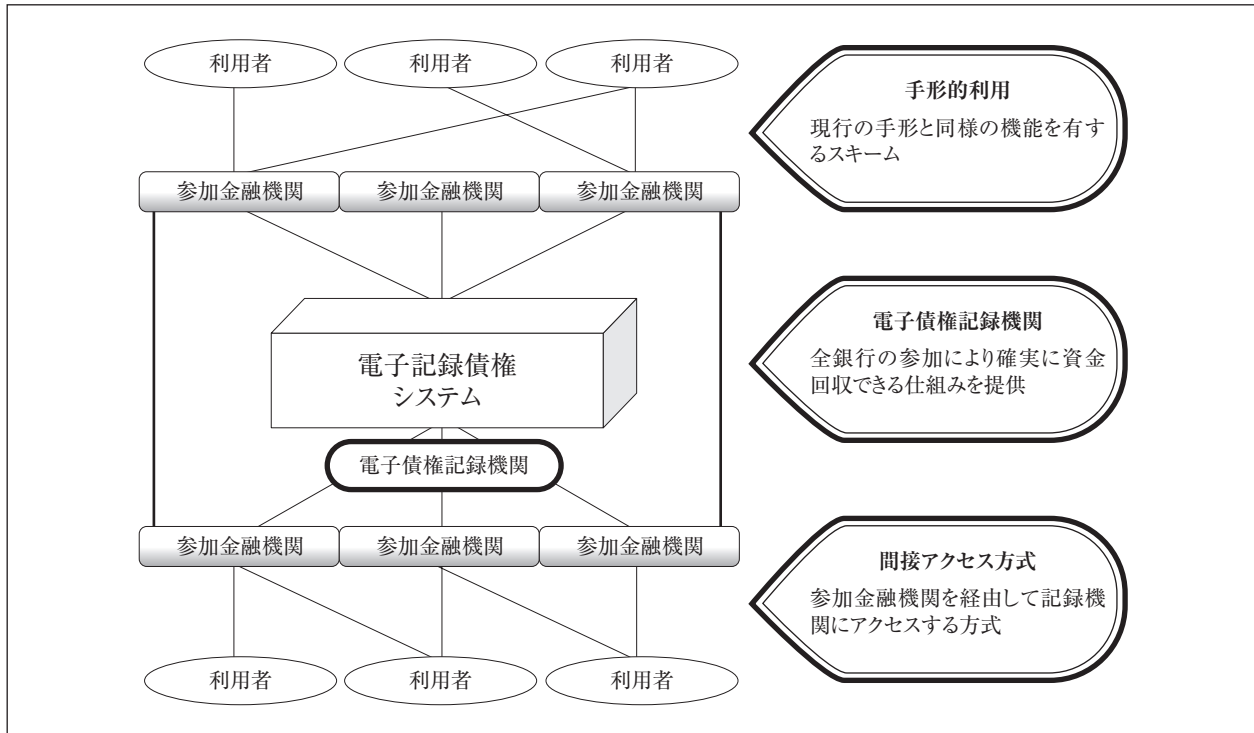 利用者
利用者
利用者
参加金融機関
参加金融機関
参加金融機関
電子記録債権
システム
電子債権記録機関
参加金融機関
参加金融機関
参加金融機関
利用者
利用者
利用者
手形的利用
現行の手形と同様の機能を有す
るスキーム
電子債権記録機関
全銀行の参加により確実に資金
回収できる仕組みを提供
間接アクセス方式
参加金融機関を経由して記録機
関にアクセスする方式